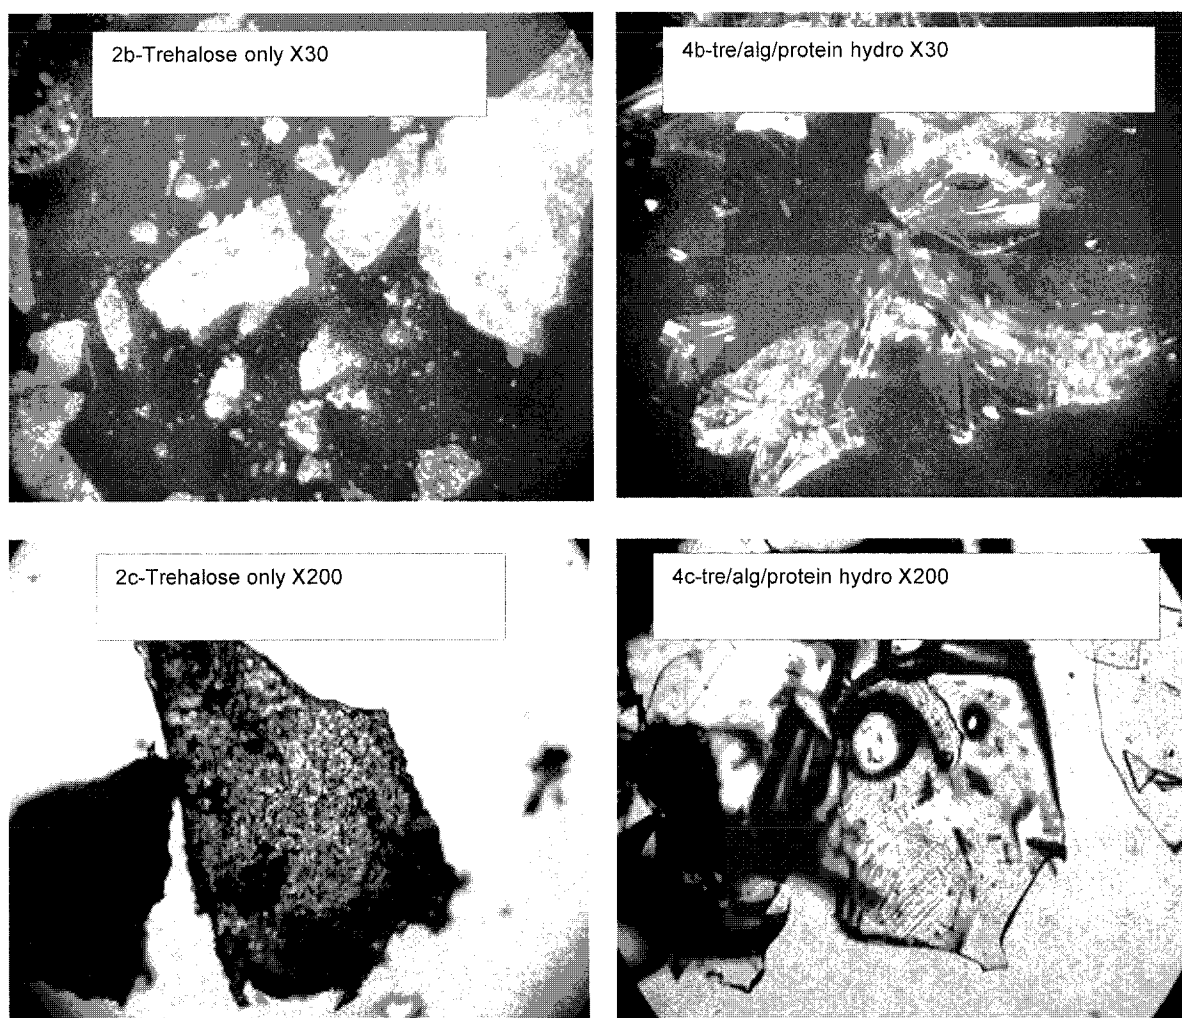 2b-Trehalose only X30
4b-tre/alg/protein hydro X30
2c-Trehalose only X200
4c-tre/alg/protein hydro X200